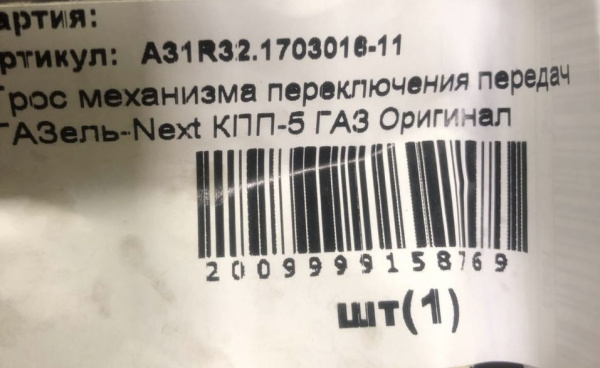 артия:
ртикул: A31R32.1703016-11
Трос механизма переключения передач
ГАЗель-Next КПП-5 ГАЗ Оригинал
2009999158769
шт(1)